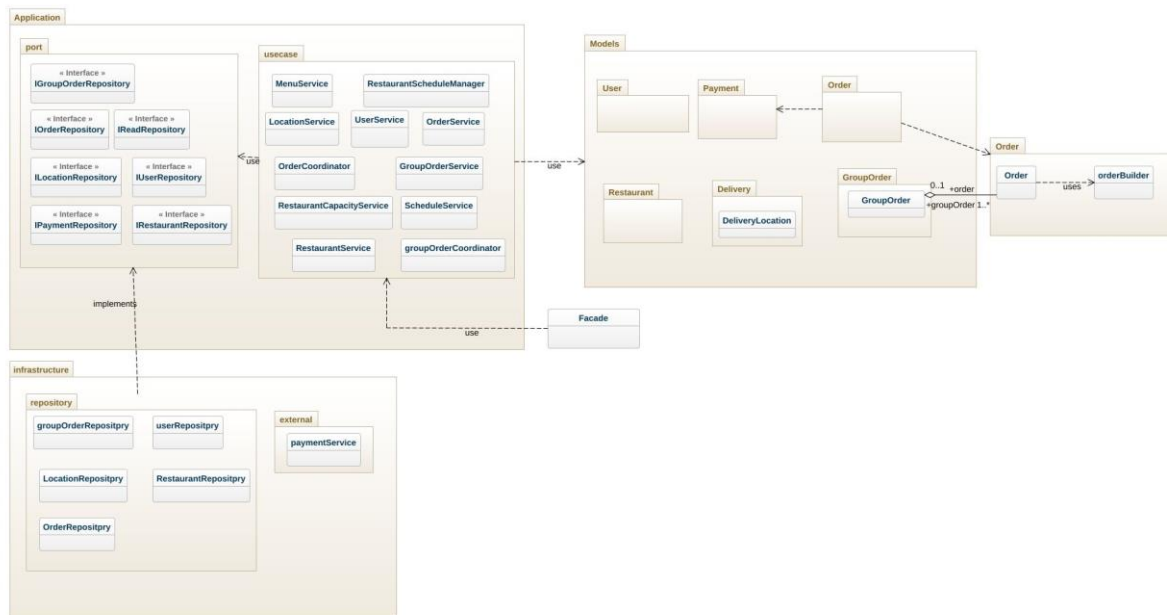 Application
port
« Interface »
IGroupOrderRepository
« Interface »
IOrderRepository
« Interface »
IReadRepository
« Interface »
ILocationRepository
« Interface »
IUserRepository
« Interface »
IPaymentRepository
« Interface »
IRestaurantRepository
use
usecase
MenuService
RestaurantScheduleManager
LocationService
UserService
OrderService
OrderCoordinator
GroupOrderService
RestaurantCapacityService
ScheduleService
RestaurantService
groupOrderCoordinator
use
Models
User
Payment
Order
Restaurant
Delivery
DeliveryLocation
GroupOrder
GroupOrder
0..1
+order
+groupOrder 1..*
Order
Order
uses
orderBuilder
implements
use
Facade
infrastructure
repository
groupOrderRepositpry
userRepositpry
LocationRepositpry
RestaurantRepositpry
OrderRepositpry
external
paymentService